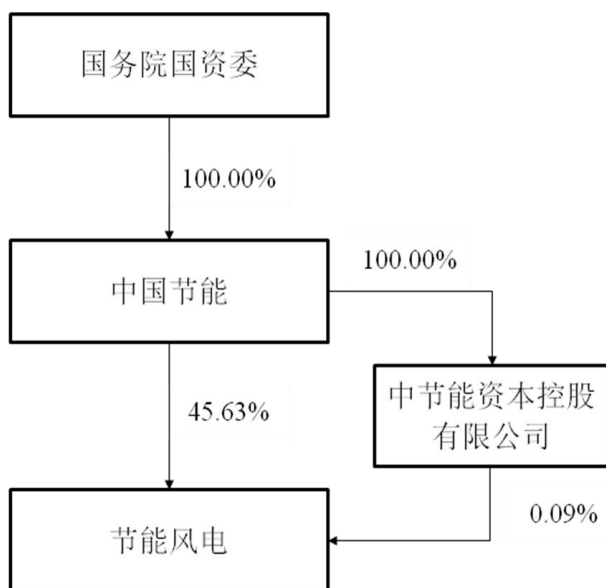 国务院国资委
100.00%
中国节能
100.00%
45.63%
中节能资本控股
有限公司
0.09%
节能风电